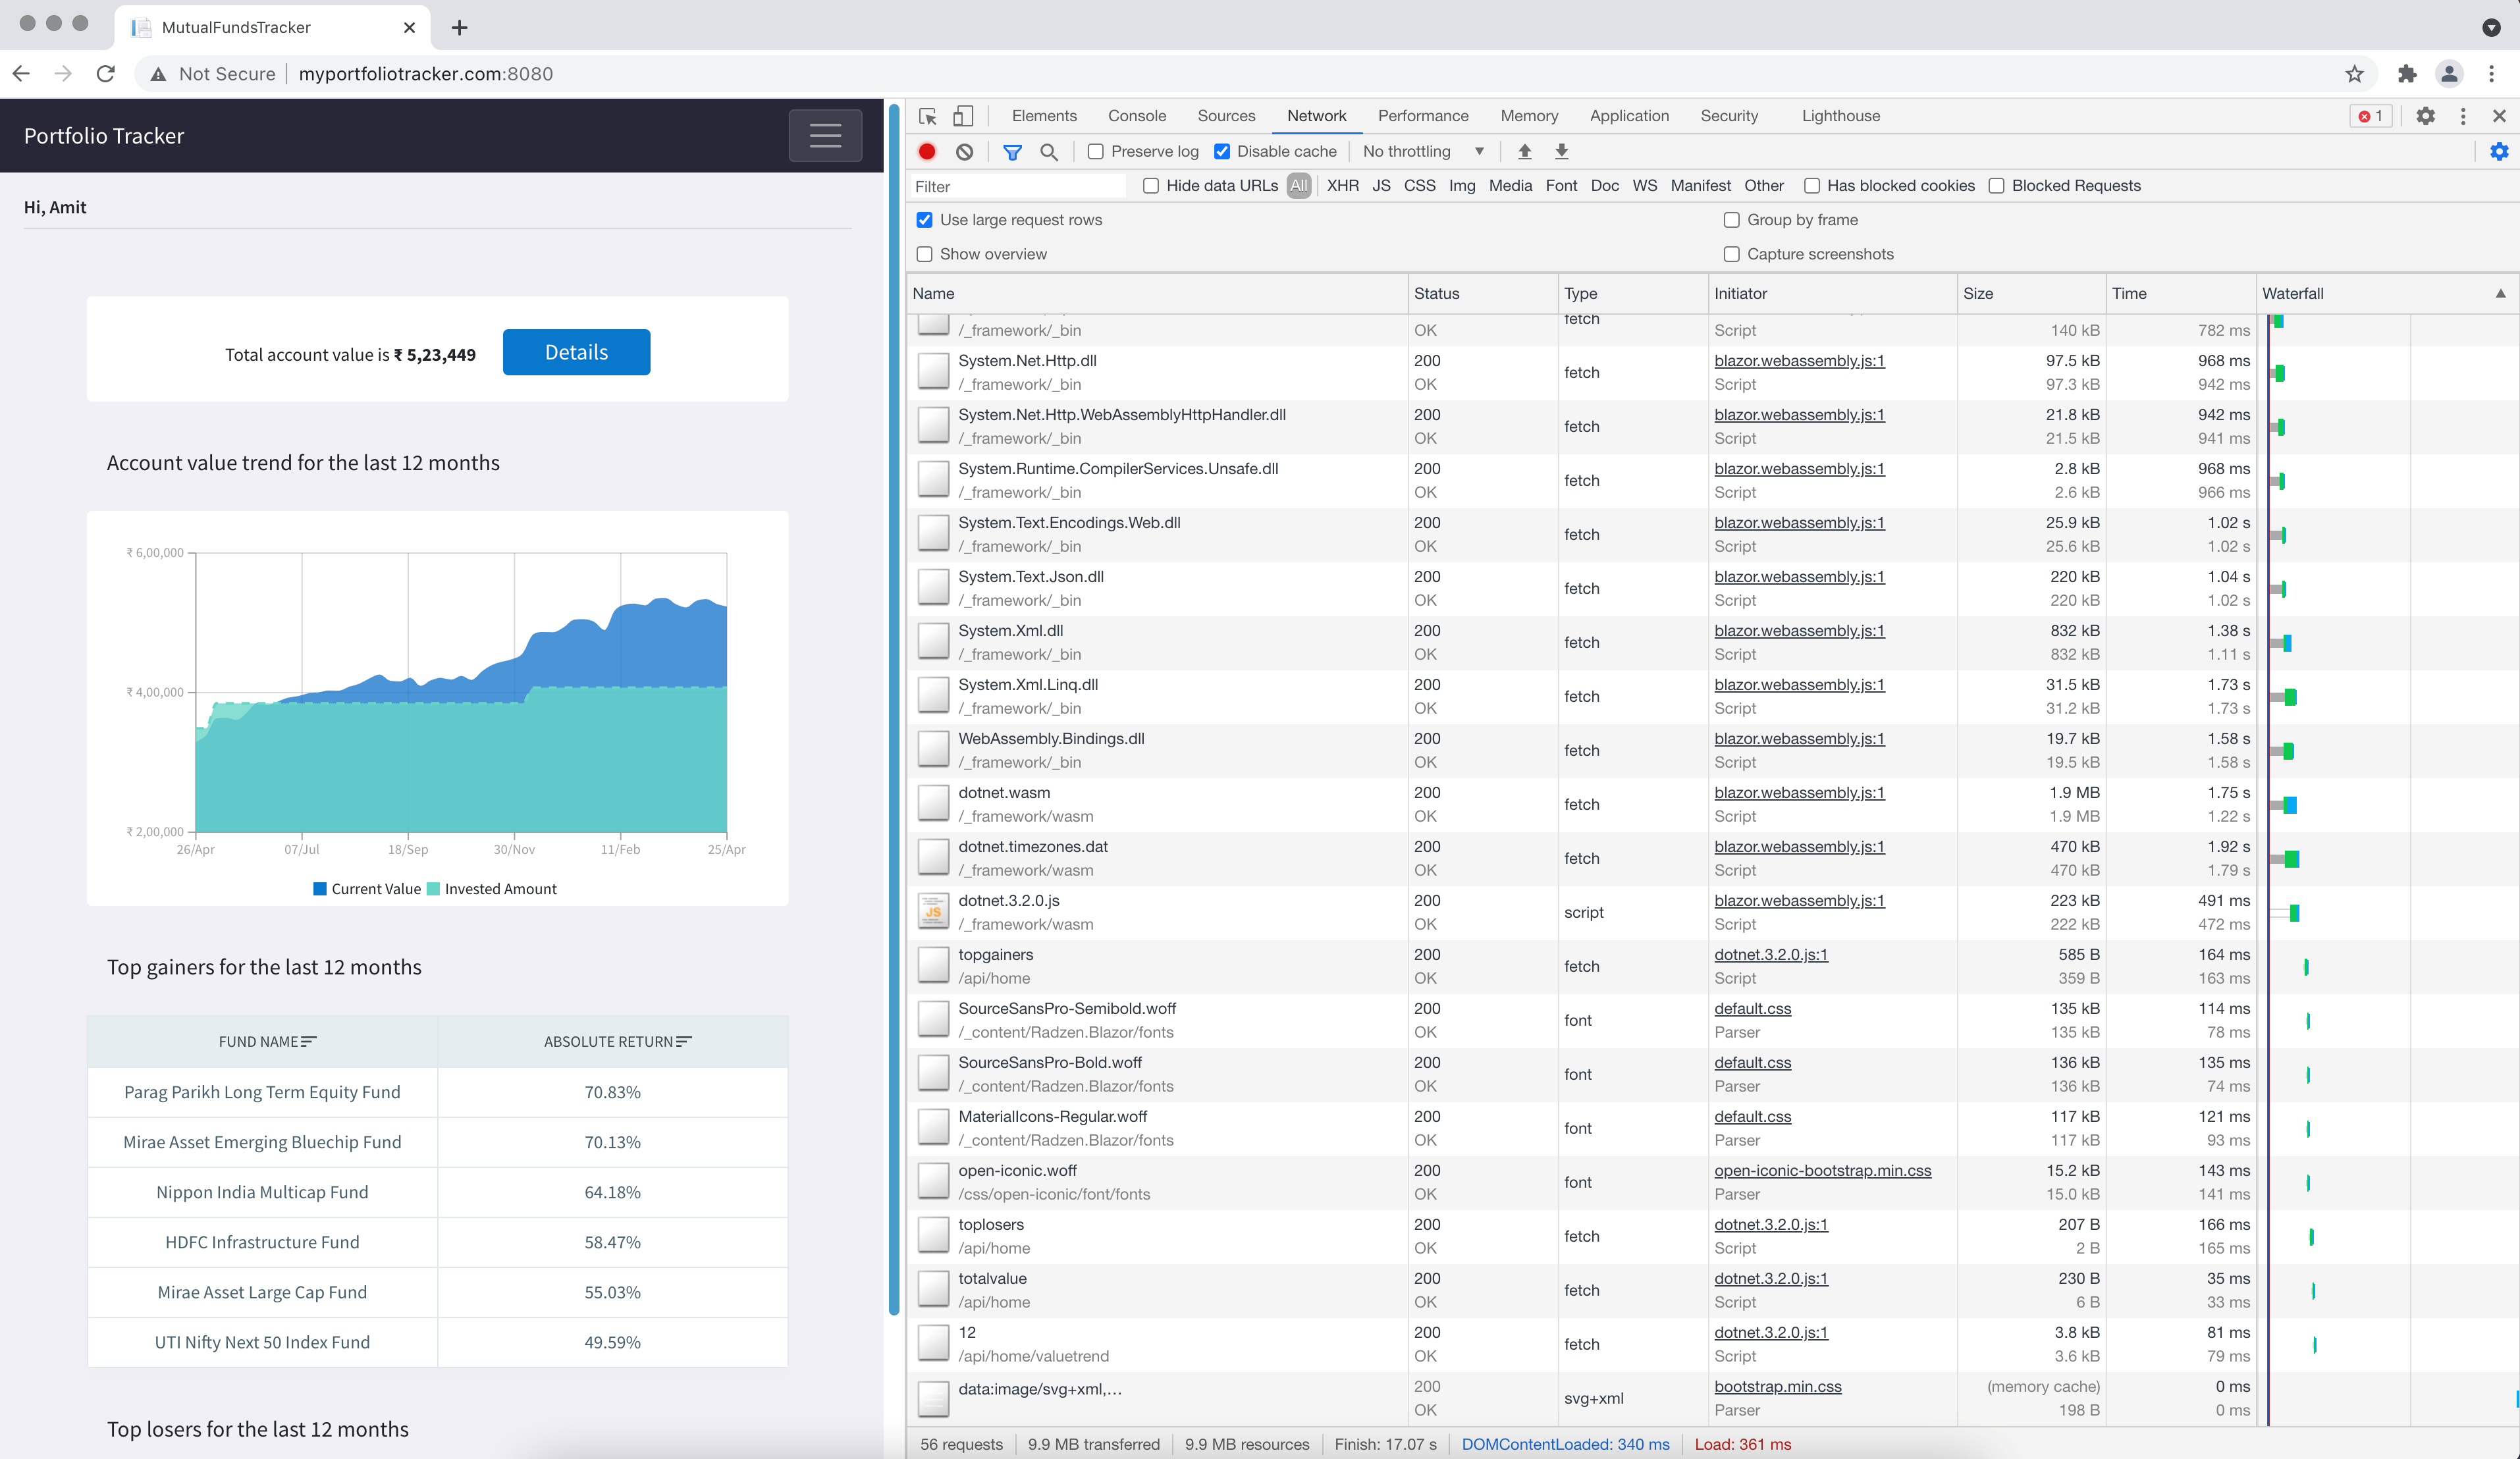 MutualFundsTracker
Not Secure myportfoliotracker.com:8080
Portfolio Tracker
Hi, Amit
Total account value is ₹ 5,23,449 Details
Account value trend for the last 12 months
₹ 6,00,000
₹ 4,00,000
₹ 2,00,000
26/Apr 07/Jul 18/Sep 30/Nov 11/Feb 25/Apr
Current Value Invested Amount
Top gainers for the last 12 months
FUND NAME ABSOLUTE RETURN
Parag Parikh Long Term Equity Fund 70.83%
Mirae Asset Emerging Bluechip Fund 70.13%
Nippon India Multicap Fund 64.18%
HDFC Infrastructure Fund 58.47%
Mirae Asset Large Cap Fund 55.03%
UTI Nifty Next 50 Index Fund 49.59%
Top losers for the last 12 months
Elements Console Sources Network Performance Memory Application Security Lighthouse 1
Preserve log Disable cache No throttling
Filter Hide data URLs All XHR JS CSS Img Media Font Doc WS Manifest Other Has blocked cookies Blocked Requests
Use large request rows Group by frame
Show overview Capture screenshots
Name Status Type Initiator Size Time Waterfall
fetch
/_framework/_bin OK Script 140 kB 782 ms
System.Net.Http.dll 200 fetch blazor.webassembly.js:1 97.5 kB 968 ms
/_framework/_bin OK Script 97.3 kB 942 ms
System.Net.Http.WebAssemblyHttpHandler.dll 200 fetch blazor.webassembly.js:1 21.8 kB 942 ms
/_framework/_bin OK Script 21.5 kB 941 ms
System.Runtime.CompilerServices.Unsafe.dll 200 fetch blazor.webassembly.js:1 2.8 kB 968 ms
/_framework/_bin OK Script 2.6 kB 966 ms
System.Text.Encodings.Web.dll 200 fetch blazor.webassembly.js:1 25.9 kB 1.02 s
/_framework/_bin OK Script 25.6 kB 1.02 s
System.Text.Json.dll 200 fetch blazor.webassembly.js:1 220 kB 1.04 s
/_framework/_bin OK Script 220 kB 1.02 s
System.Xml.dll 200 fetch blazor.webassembly.js:1 832 kB 1.38 s
/_framework/_bin OK Script 832 kB 1.11 s
System.Xml.Linq.dll 200 fetch blazor.webassembly.js:1 31.5 kB 1.73 s
/_framework/_bin OK Script 31.2 kB 1.73 s
WebAssembly.Bindings.dll 200 fetch blazor.webassembly.js:1 19.7 kB 1.58 s
/_framework/_bin OK Script 19.5 kB 1.58 s
dotnet.wasm 200 fetch blazor.webassembly.js:1 1.9 MB 1.75 s
/_framework/wasm OK Script 1.9 MB 1.22 s
dotnet.timezones.dat 200 fetch blazor.webassembly.js:1 470 kB 1.92 s
/_framework/wasm OK Script 470 kB 1.79 s
JS dotnet.3.2.0.js 200 script blazor.webassembly.js:1 223 kB 491 ms
/_framework/wasm OK Script 222 kB 472 ms
topgainers 200 fetch dotnet.3.2.0.js:1 585 B 164 ms
/api/home OK Script 359 B 163 ms
SourceSansPro-Semibold.woff 200 font default.css 135 kB 114 ms
/_content/Radzen.Blazor/fonts OK Parser 135 kB 78 ms
SourceSansPro-Bold.woff 200 font default.css 136 kB 135 ms
/_content/Radzen.Blazor/fonts OK Parser 136 kB 74 ms
MaterialIcons-Regular.woff 200 font default.css 117 kB 121 ms
/_content/Radzen.Blazor/fonts OK Parser 117 kB 93 ms
open-iconic.woff 200 font open-iconic-bootstrap.min.css 15.2 kB 143 ms
/css/open-iconic/font/fonts OK Parser 15.0 kB 141 ms
toplosers 200 fetch dotnet.3.2.0.js:1 207 B 166 ms
/api/home OK Script 2 B 165 ms
totalvalue 200 fetch dotnet.3.2.0.js:1 230 B 35 ms
/api/home OK Script 6 B 33 ms
12 200 fetch dotnet.3.2.0.js:1 3.8 kB 81 ms
/api/home/valuetrend OK Script 3.6 kB 79 ms
data:image/svg+xml,… 200 svg+xml bootstrap.min.css (memory cache) 0 ms
OK Parser 198 B 0 ms
56 requests 9.9 MB transferred 9.9 MB resources Finish: 17.07 s DOMContentLoaded: 340 ms Load: 361 ms